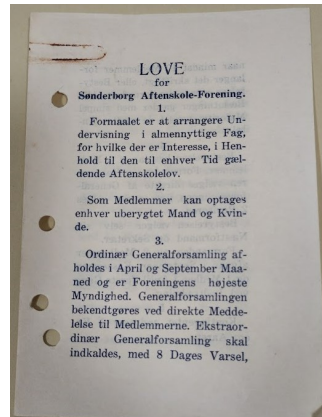 LOVE
for
Sønderborg Aftenskole-Forening.
1.
Formaalet er at arrangere Un-
dervisning i almennyttige Fag,
for hvilke der er Interesse, i Hen-
hold til den til enhver Tid gæl-
dende Aftenskolelov.
2.
Som Medlemmer kan optages
enhver uberygtet Mand og Kvin-
de.
3.
Ordinær Generalforsamling af-
holdes i April og September Maa-
ned og er Foreningens højeste
Myndighed. Generalforsamlingen
bekendtgøres ved direkte Medde-
lelse til Medlemmerne. Ekstraor-
dinær Generalforsamling skal
indkaldes, med 8 Dages Varsel,